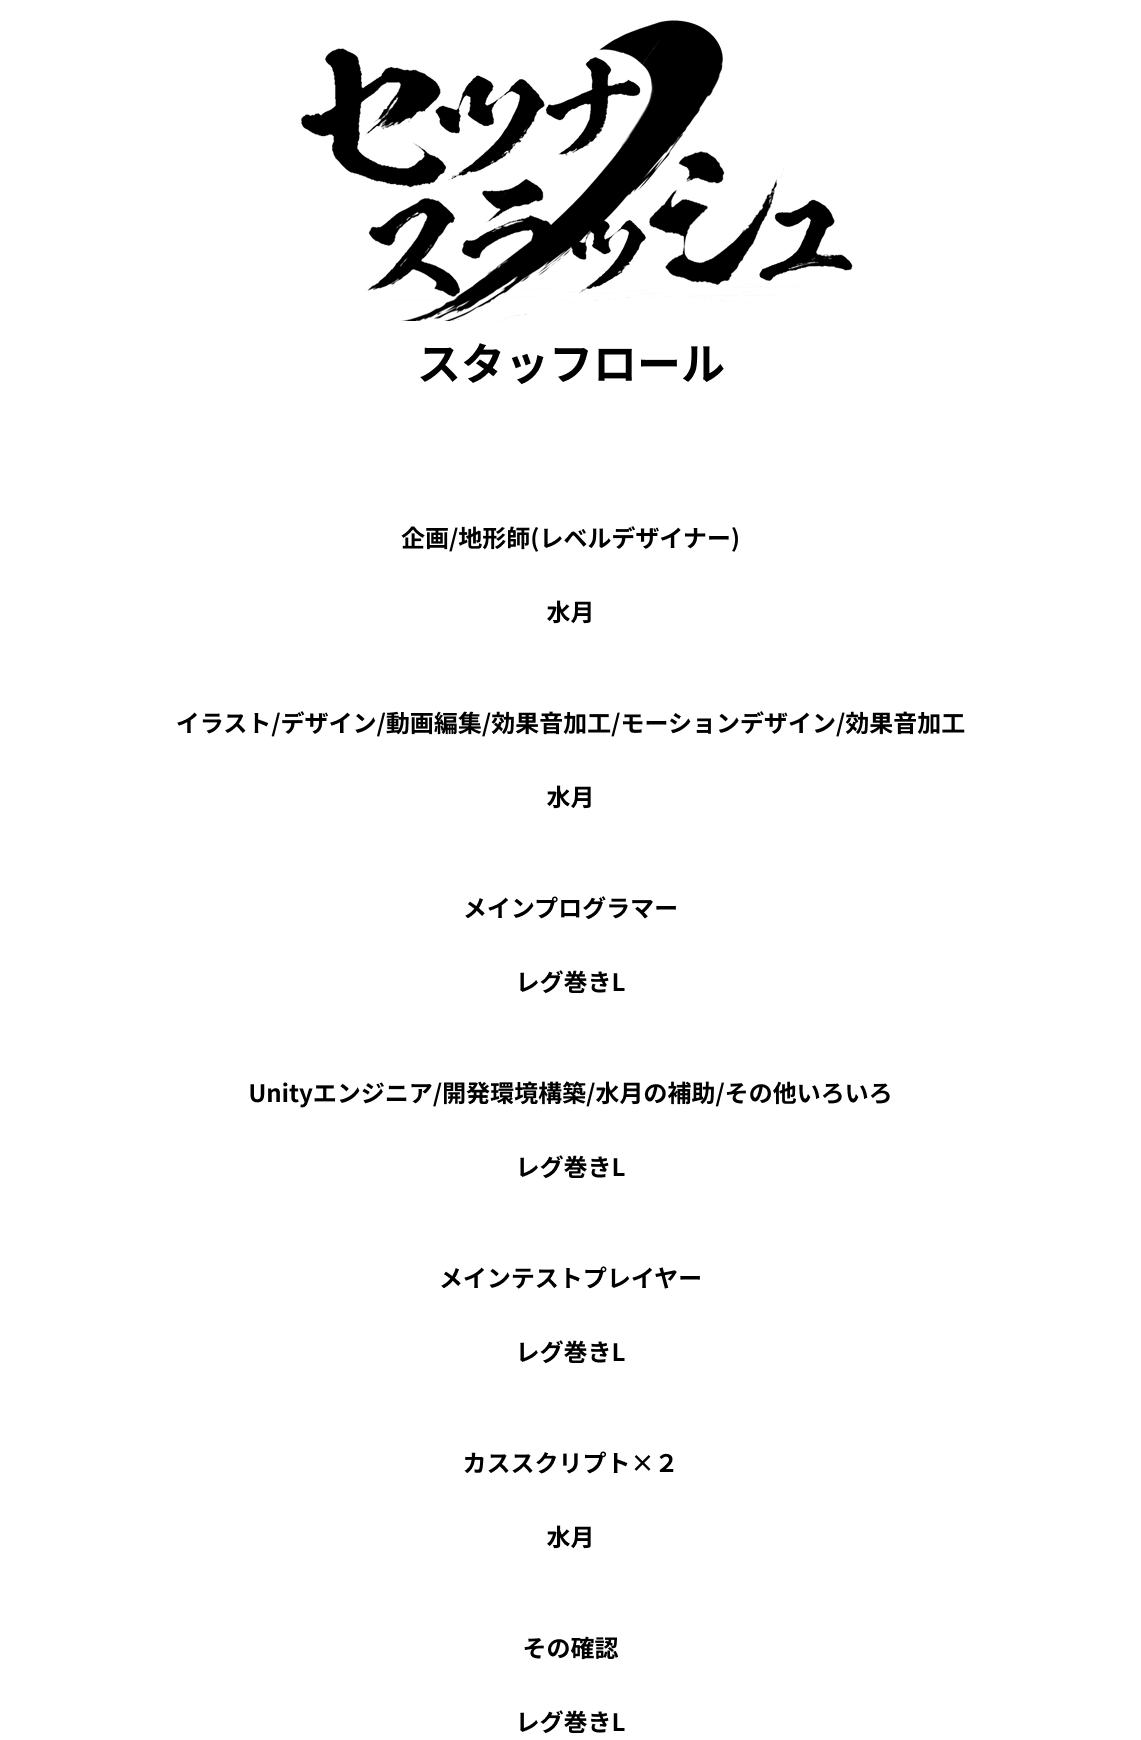 セツナ
スラッシュ
スタッフロール
企画/地形師(レベルデザイナー)
水月
イラスト/デザイン/動画編集/効果音加工/モーションデザイン/効果音加工
水月
メインプログラマー
レグ巻きL
Unityエンジニア/開発環境構築/水月の補助/その他いろいろ
レグ巻きL
メインテストプレイヤー
レグ巻きL
カススクリプト×２
水月
その確認
レグ巻きL